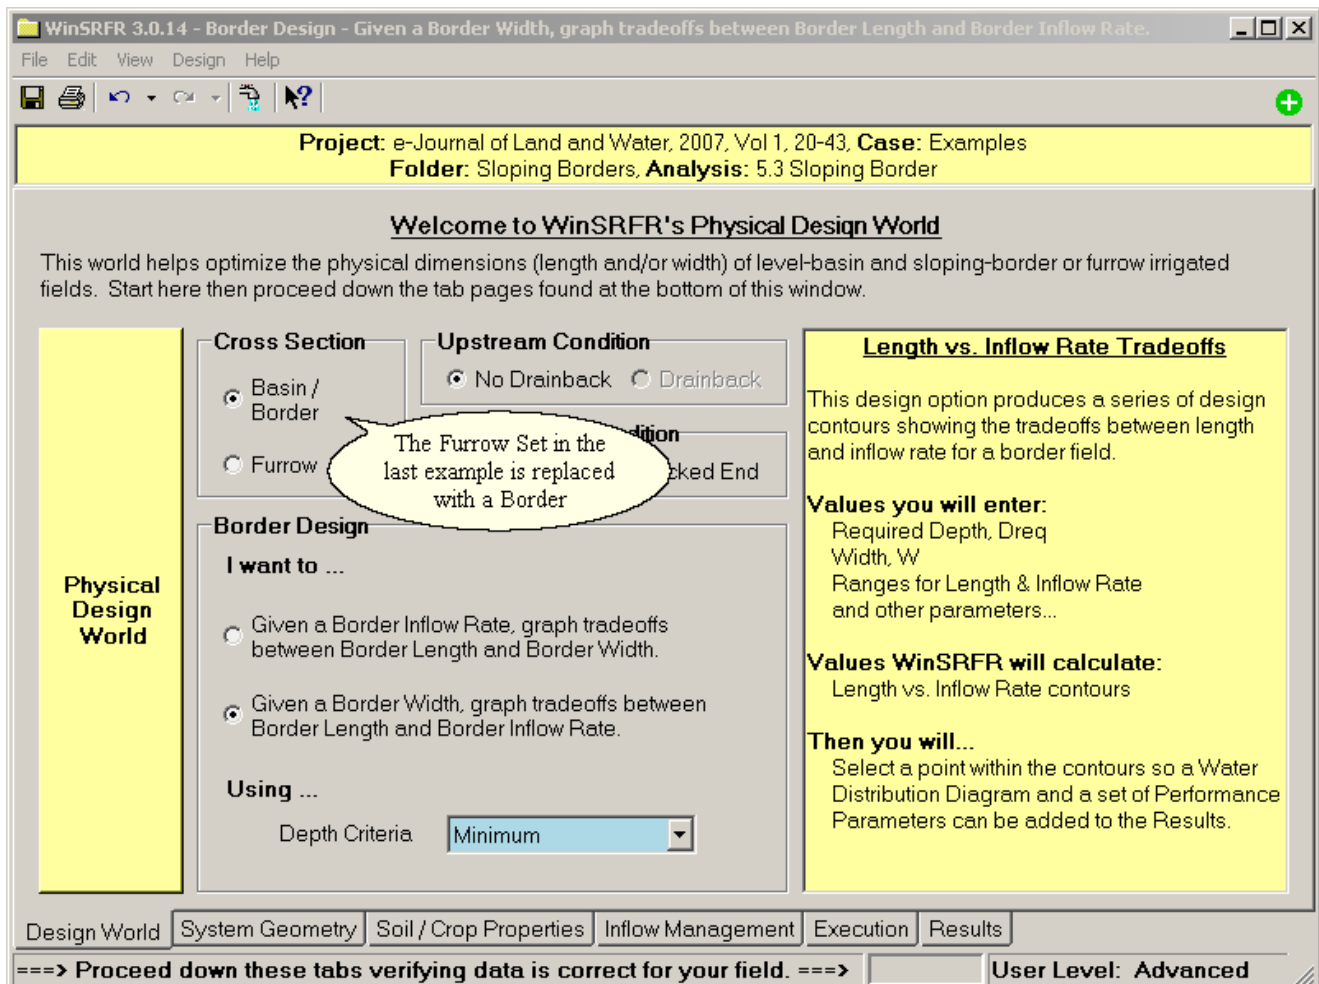 WinSRFR 3.0.14 - Border Design - Given a Border Width, graph tradeoffs between Border Length and Border Inflow Rate.
File Edit View Design Help
Project: e-Journal of Land and Water, 2007, Vol 1, 20-43, Case: Examples
Folder: Sloping Borders, Analysis: 5.3 Sloping Border
Welcome to WinSRFR's Physical Design World
This world helps optimize the physical dimensions (length and/or width) of level-basin and sloping-border or furrow irrigated
fields. Start here then proceed down the tab pages found at the bottom of this window.
Physical
Design
World
Cross Section
Basin /
Border
Furrow
Upstream Condition
No Drainback Drainback
The Furrow Set in the
last example is replaced
with a Border
End
Border Design
I want to ...
Given a Border Inflow Rate, graph tradeoffs
between Border Length and Border Width.
Given a Border Width, graph tradeoffs between
Border Length and Border Inflow Rate.
Using ...
Depth Criteria Minimum
Length vs. Inflow Rate Tradeoffs
This design option produces a series of design
contours showing the tradeoffs between length
and inflow rate for a border field.
Values you will enter:
Required Depth, Dreq
Width, W
Ranges for Length & Inflow Rate
and other parameters...
Values WinSRFR will calculate:
Length vs. Inflow Rate contours
Then you will...
Select a point within the contours so a Water
Distribution Diagram and a set of Performance
Parameters can be added to the Results.
Design World System Geometry Soil / Crop Properties Inflow Management Execution Results
===> Proceed down these tabs verifying data is correct for your field. ===> User Level: Advanced